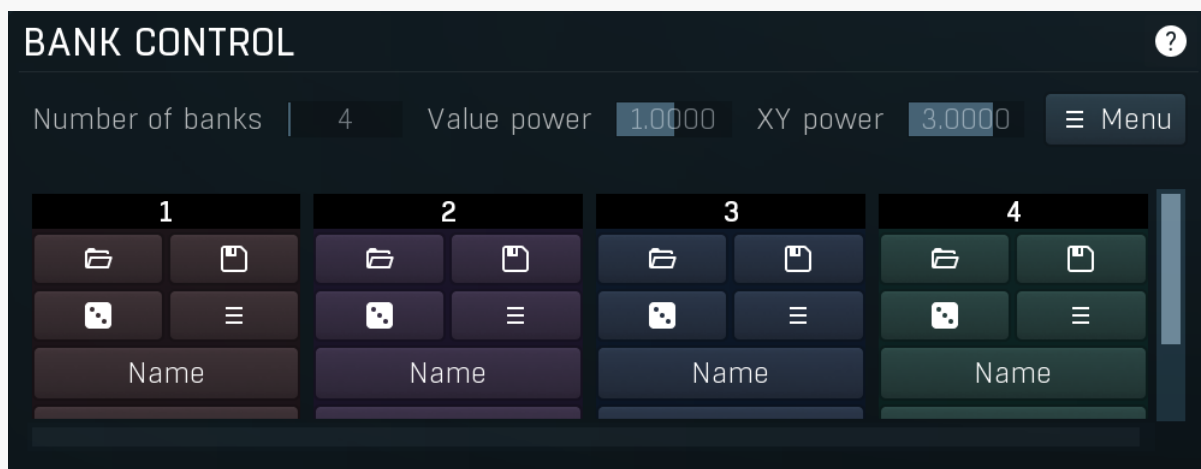 BANK CONTROL ?
Number of banks 4 Value power 1.0000 XY power 3.0000 ≡ Menu
1 2 3 4
Name Name Name Name